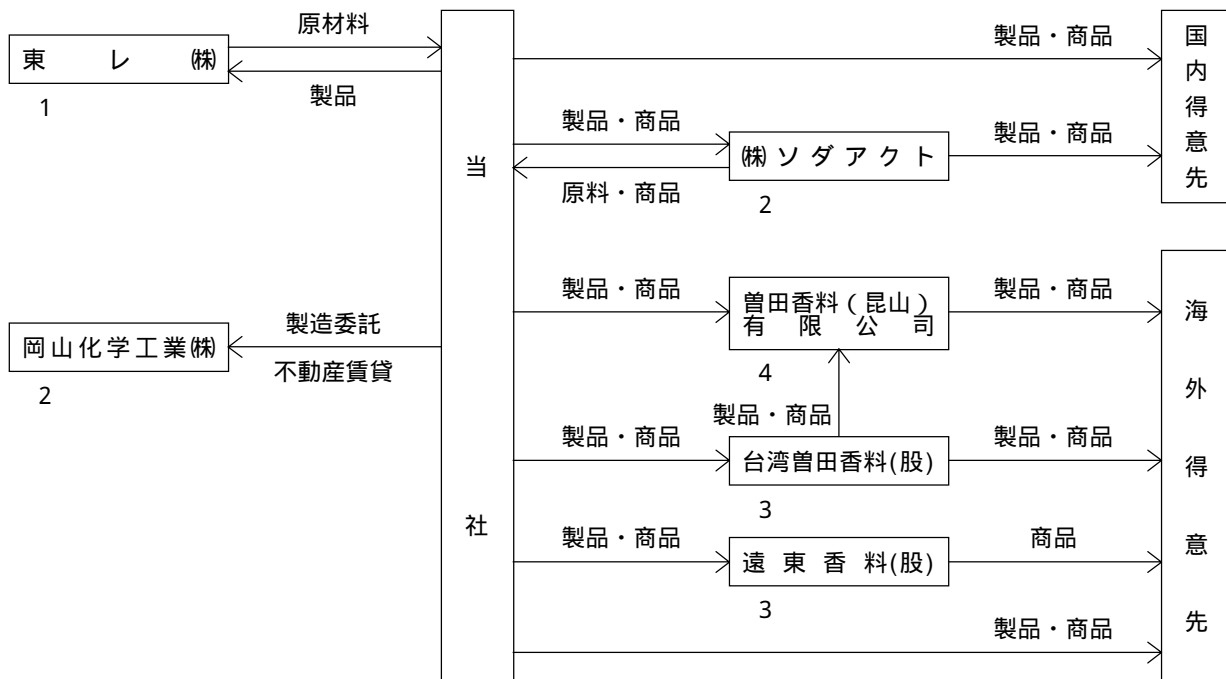 原材料
東レ㈱
製品
1
製造委託
岡山化学工業㈱
不動産賃貸
2
当社
製品・商品
製品・商品
㈱ソダアクト
製品・商品
原料・商品
2
国内得意先
製品・商品
曽田香料(昆山)
有限公司
製品・商品
4
製品・商品
製品・商品
台湾曽田香料(股)
製品・商品
3
製品・商品
遠東香料(股)
商品
3
製品・商品
海外得意先